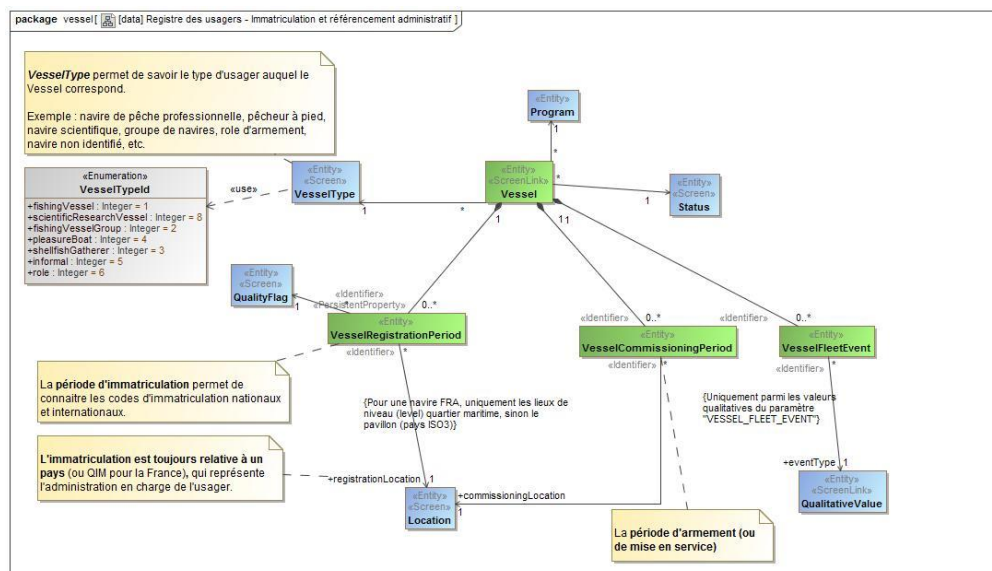 package vessel[ [data] Registre des usagers - Immatriculation et référencement administratif ]
VesselType permet de savoir le type d'usager auquel le
Vessel correspond.
Exemple : navire de pêche professionnelle, pêcheur à pied,
navire scientifique, groupe de navires, role d'armement,
navire non identifié, etc.
«Entity»
Program
1
*
«Enumeration»
VesselTypeId
+fishingVessel : Integer = 1
+scientificResearchVessel : Integer = 8
+fishingVesselGroup : Integer = 2
+pleasureBoat : Integer = 4
+shellfishGatherer : Integer = 3
+informal : Integer = 5
+role : Integer = 6
«use»
«Entity»
«Screen»
VesselType
1
*
«Entity»
«ScreenLink»
Vessel
*
1
«Entity»
«Screen»
Status
1
1
1
«Entity»
«Screen»
QualityFlag
1
*
«Identifier»
«PersistentProperty»
0..*
«Entity»
VesselRegistrationPeriod
«Identifier»
*
«Identifier»
0..*
«Entity»
VesselCommissioningPeriod
«Identifier»
*
«Identifier»
0..*
«Entity»
VesselFleetEvent
«Identifier»
*
La période d'immatriculation permet de
connaitre les codes d'immatriculation nationaux
et internationaux.
{Pour une navire FRA, uniquement les lieux de
niveau (level) quartier maritime, sinon le
pavillon (pays ISO3)}
{Uniquement parmi les valeurs
qualitatives du paramètre
"VESSEL_FLEET_EVENT"}
L'immatriculation est toujours relative à un
pays (ou QIM pour la France), qui représente
l'administration en charge de l'usager.
+registrationLocation
1
«Entity»
«Screen»
Location
+commissioningLocation
1
+eventType
1
«Entity»
«ScreenLink»
QualitativeValue
La période d'armement (ou
de mise en service)